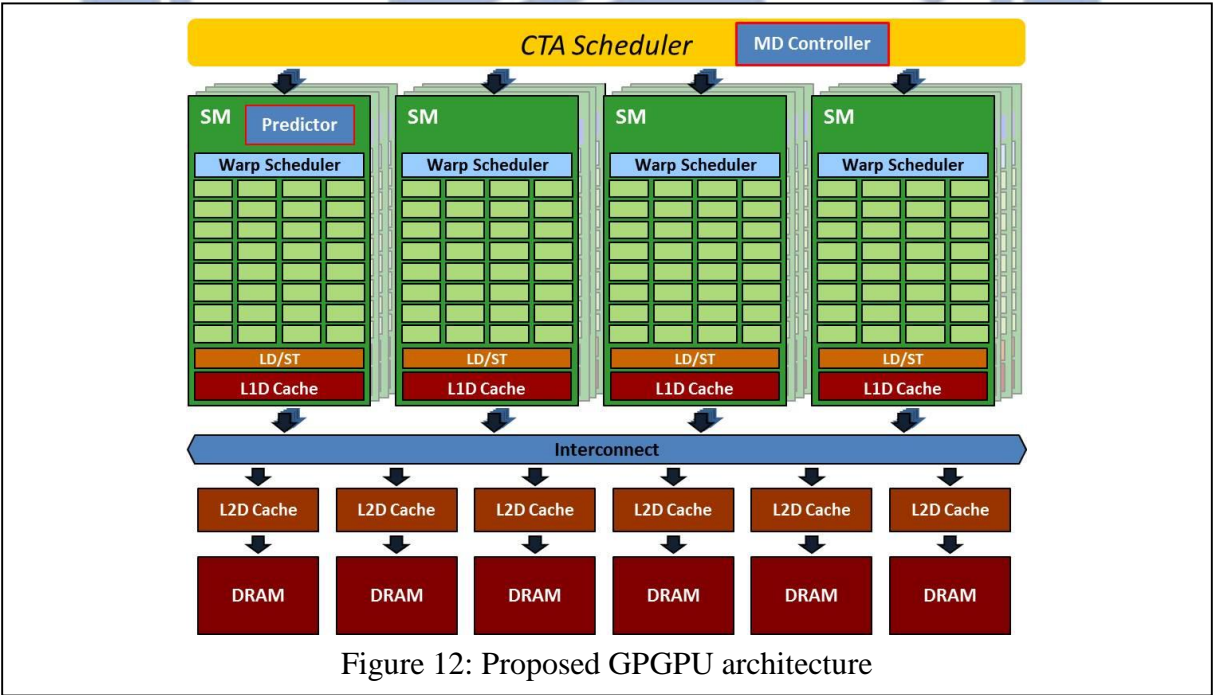 CTA Scheduler MD Controller
SM Predictor SM SM SM
Warp Scheduler Warp Scheduler Warp Scheduler Warp Scheduler
LD/ST LD/ST LD/ST LD/ST
L1D Cache L1D Cache L1D Cache L1D Cache
Interconnect
L2D Cache L2D Cache L2D Cache L2D Cache L2D Cache L2D Cache
DRAM DRAM DRAM DRAM DRAM DRAM
Figure 12: Proposed GPGPU architecture